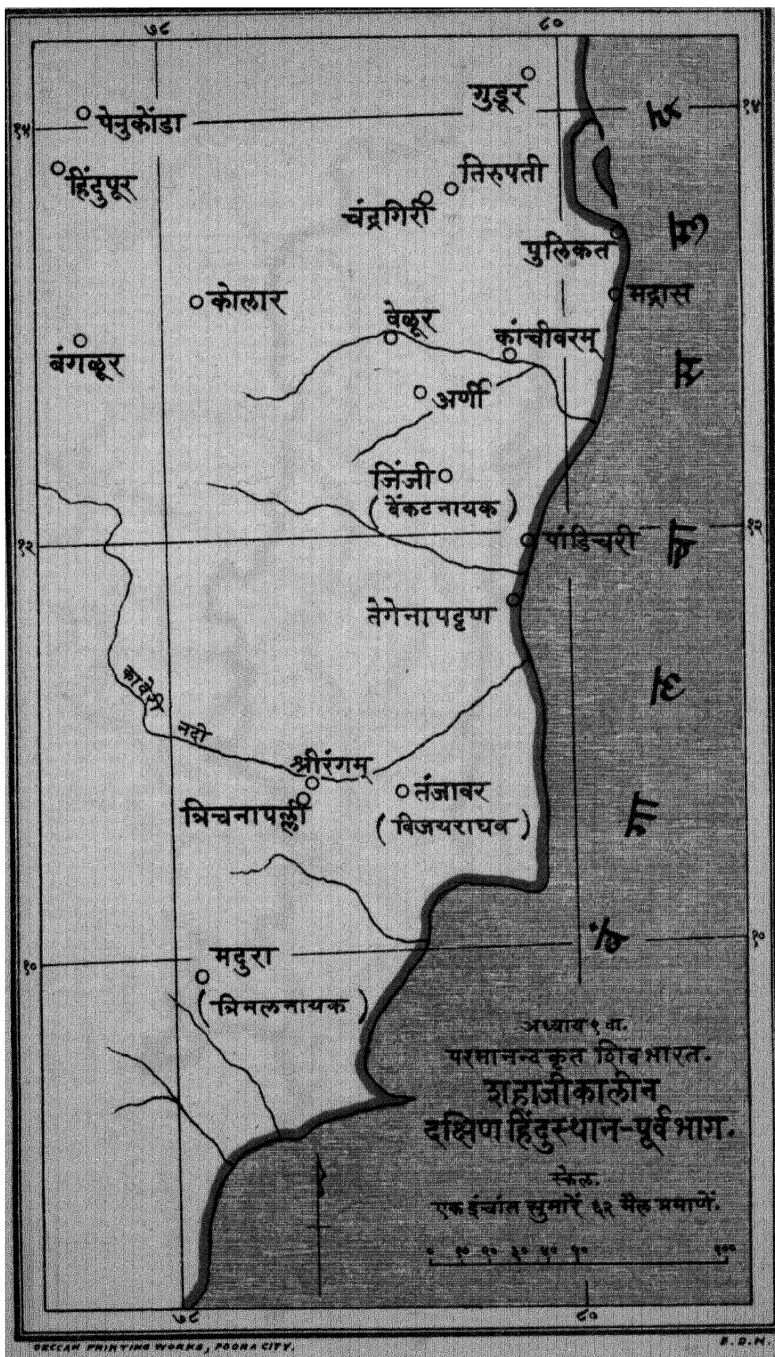 ७८
८०
गुडूर
१४
पेनुकोंडा
१४
हिंदुपूर
तिरुपती
चंद्रगिरी
पुलिकत
कोलार
मद्रास
वेळूर
कांचीवरम्
बंगळूर
अर्णी
जिंजी
(वेंकटनायक)
१२
पांडिचरी
१२
तेगेनापट्टण
कावेरी
नदी
श्रीरंगम्
त्रिचनापल्ली
तंजावर
(विजयराघव)
बं गा ल चा स मु द्र
१०
मदुरा
१०
(त्रिमलनायक)
अध्याय ९ वा.
परमानन्द कृत शिवभारत.
शहाजीकालीन
दक्षिण हिंदुस्थान-पूर्वभाग.
स्केल.
एक इंचांत सुमारें ६२ मैल प्रमाणें.
१००
७८
८०
DECCAN PRINTING WORKS, POONA CITY.